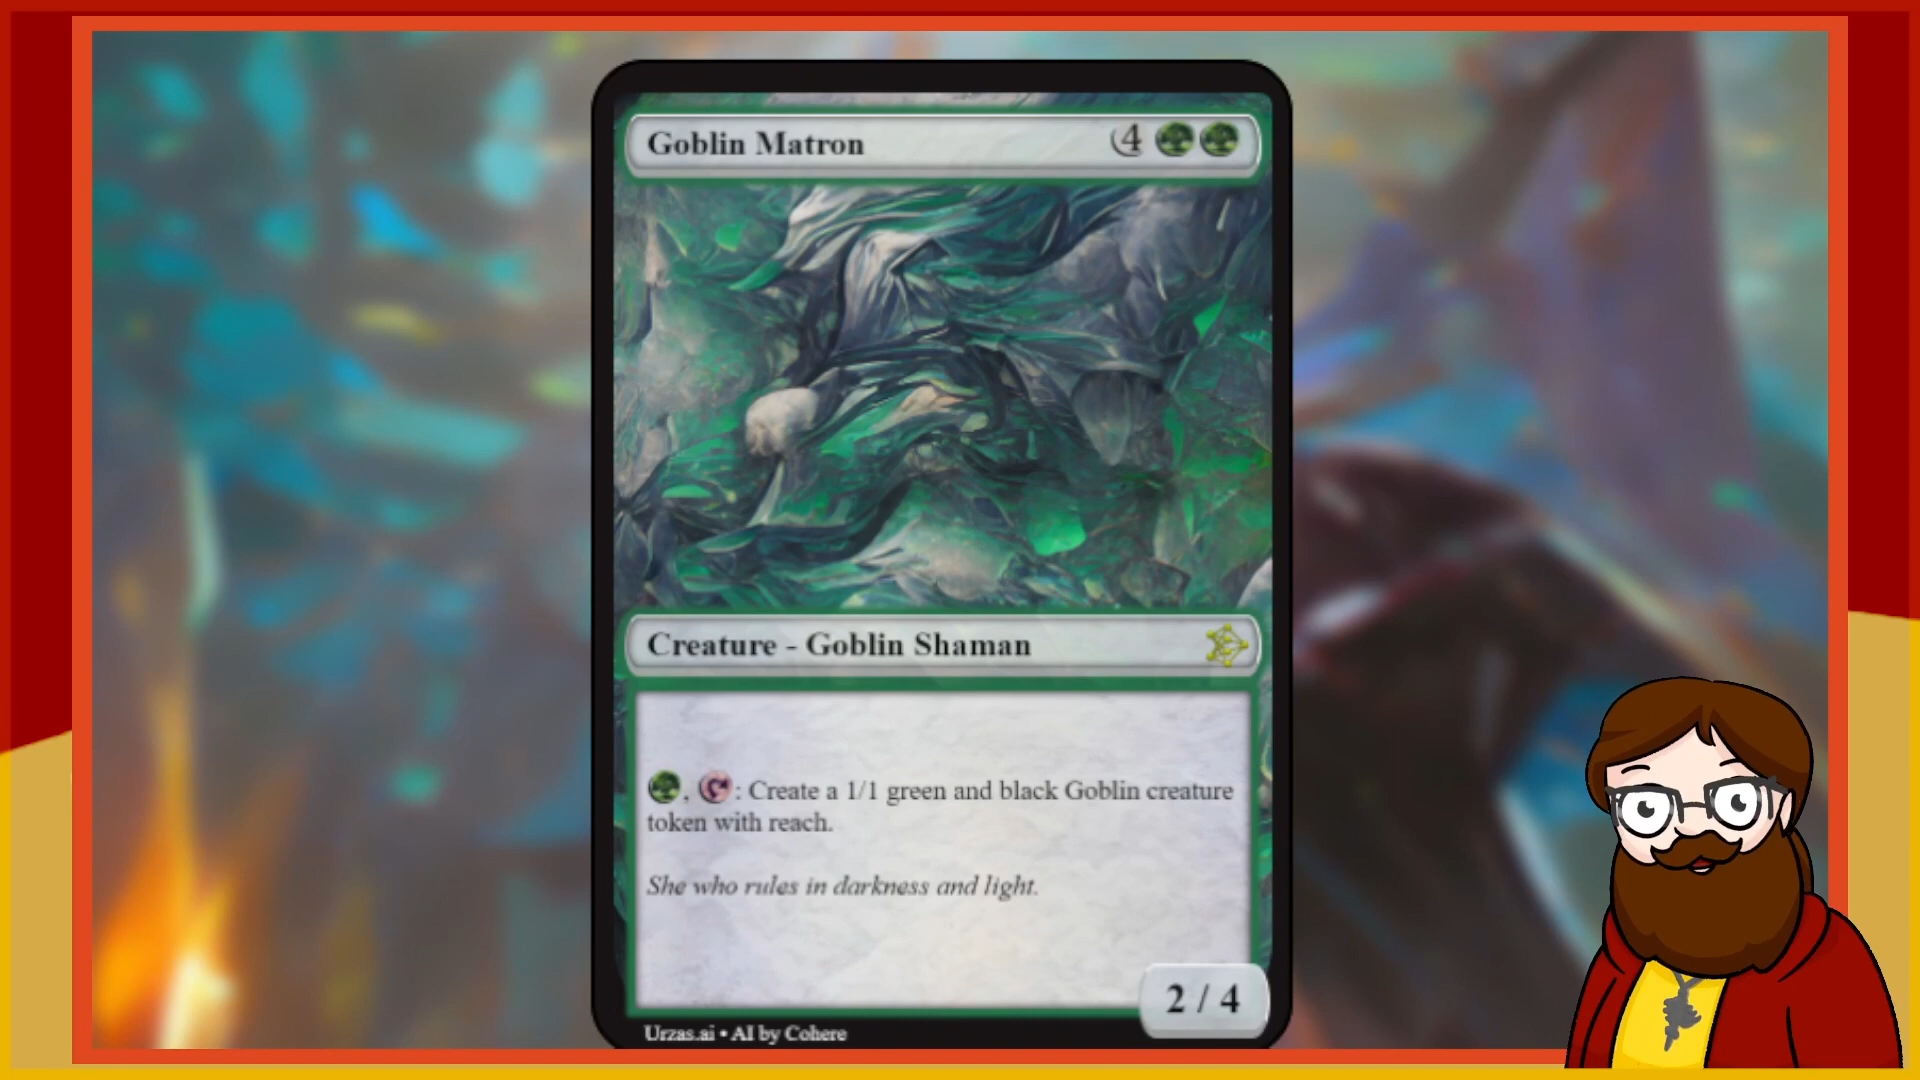 Goblin Matron 4
Creature - Goblin Shaman
, : Create a 1/1 green and black Goblin creature
token with reach.
She who rules in darkness and light.
2 / 4
Urzas.ai • AI by Cohere